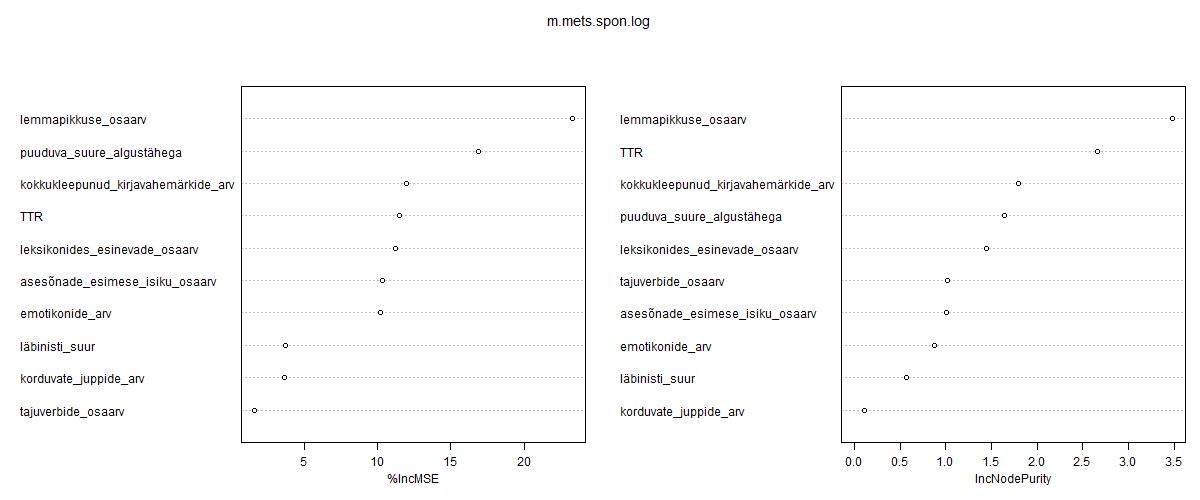 m.mets.spon.log
lemmapikkuse_osaarv
puuduva_suure_algustähega
kokkukleepunud_kirjavahemärkide_arv
TTR
leksikonides_esinevade_osaarv
asesõnade_esimese_isiku_osaarv
emotikonide_arv
läbinisti_suur
korduvate_juppide_arv
tajuverbide_osaarv
5 10 15 20
%IncMSE
lemmapikkuse_osaarv
TTR
kokkukleepunud_kirjavahemärkide_arv
puuduva_suure_algustähega
leksikonides_esinevade_osaarv
tajuverbide_osaarv
asesõnade_esimese_isiku_osaarv
emotikonide_arv
läbinisti_suur
korduvate_juppide_arv
0.0 0.5 1.0 1.5 2.0 2.5 3.0 3.5
IncNodePurity